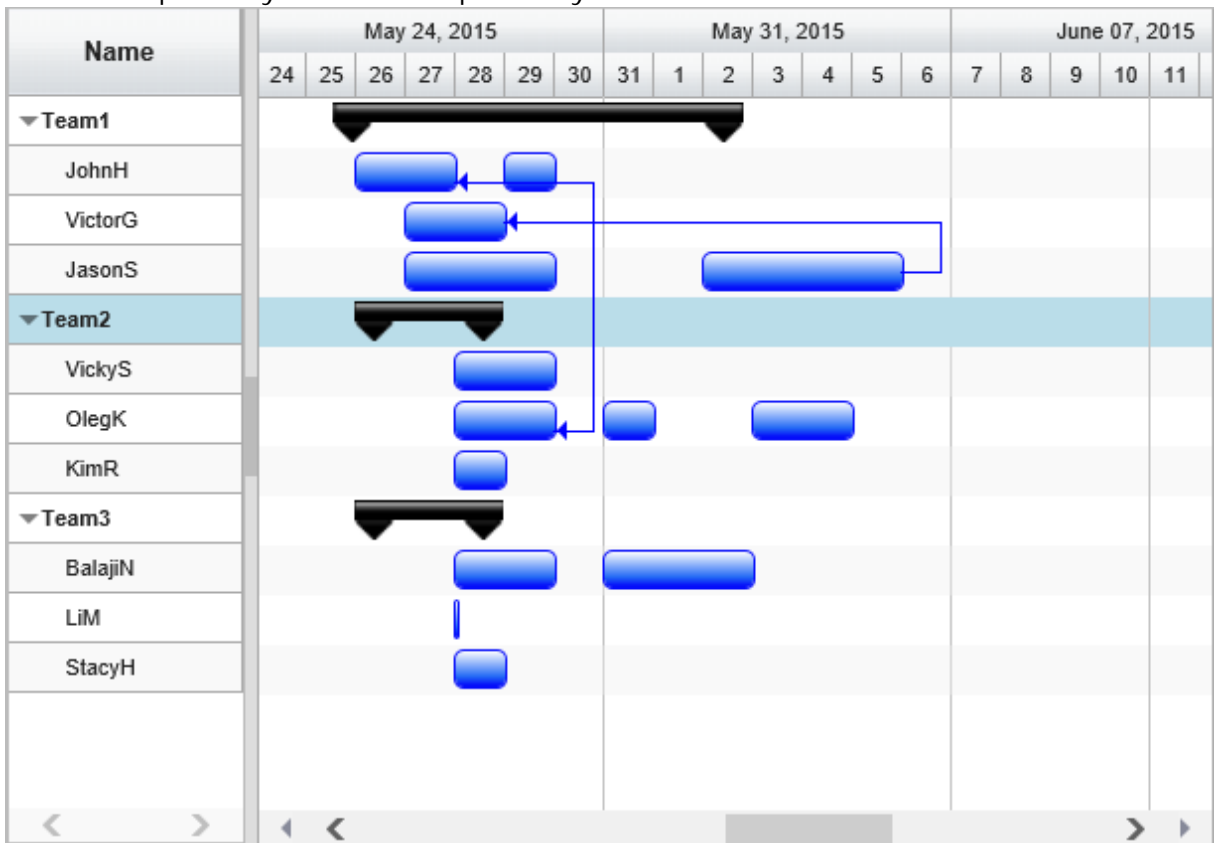 Name
May 24, 2015 May 31, 2015 June 07, 2015
24 25 26 27 28 29 30 31 1 2 3 4 5 6 7 8 9 10 11
Team1
JohnH
VictorG
JasonS
Team2
VickyS
OlegK
KimR
Team3
BalajiN
LiM
StacyH